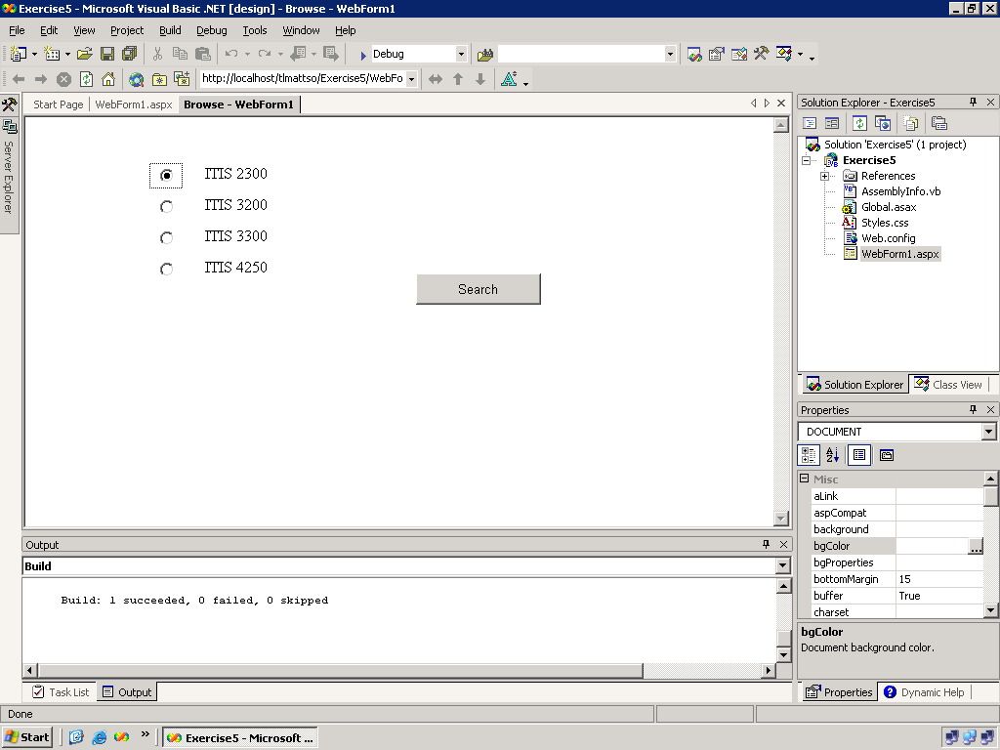 Exercise5 - Microsoft Visual Basic .NET [design] - Browse - WebForm1
File Edit View Project Build Debug Tools Window Help
Debug
http://localhost/tlmattso/Exercise5/WebFo
Start Page WebForm1.aspx Browse - WebForm1
Server Explorer
ITIS 2300
ITIS 3200
ITIS 3300
ITIS 4250
Search
Solution Explorer - Exercise5
Solution 'Exercise5' (1 project)
Exercise5
References
AssemblyInfo.vb
Global.asax
Styles.css
Web.config
WebForm1.aspx
Solution Explorer Class View
Properties
DOCUMENT
Misc
aLink
aspCompat
background
bgColor ...
bgProperties
bottomMargin 15
buffer True
charset
bgColor
Document background color.
Properties Dynamic Help
Output
Build
Build: 1 succeeded, 0 failed, 0 skipped
Task List Output
Done
Start » Exercise5 - Microsoft ...